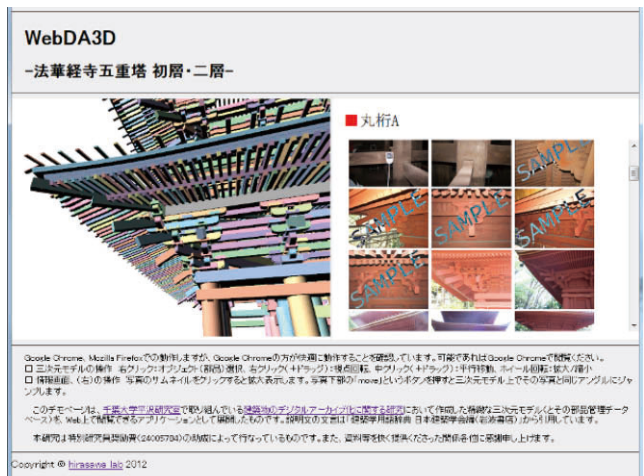 WebDA3D
-法華経寺五重塔 初層・二層-
■丸桁A
SAMPLE
SAMPLE
SAMPLE
SAMPLE
SAMPLE
SAMPLE
Google Chrome、Mozilla Firefoxでの動作しますが、Google Chromeの方が快適に動作することを確認しています。可能であればGoogle Chromeで閲覧ください。
□ 三次元モデルの操作 右クリック:オブジェクト(部品)選択、右クリック(+ドラッグ):視点回転、中クリック(+ドラッグ):平行移動、ホイール回転:拡大/縮小
□ 情報画面、(右)の操作 写真のサムネイルをクリックすると拡大表示します。写真下部の「move」というボタンを押すと三次元モデル上でその写真と同じアングルにジャ
ンプします。
このデモページは、千葉大学平沢研究室で取り組んでいる建築物のデジタルアーカイブ化に関する研究において作成した精緻な三次元モデル(とその部品管理データ
ベース)を、Web上で閲覧できるアプリケーションとして展開したものです。説明文の文言は「建築学用語辞典 日本建築学会編(岩波書店)」から引用しています。
本研究は特別研究員奨励費(24005784)の助成によって行なっているものです。また、資料等を快く提供くださった関係各位に感謝申し上げます。
Copyright © hirasawa lab 2012